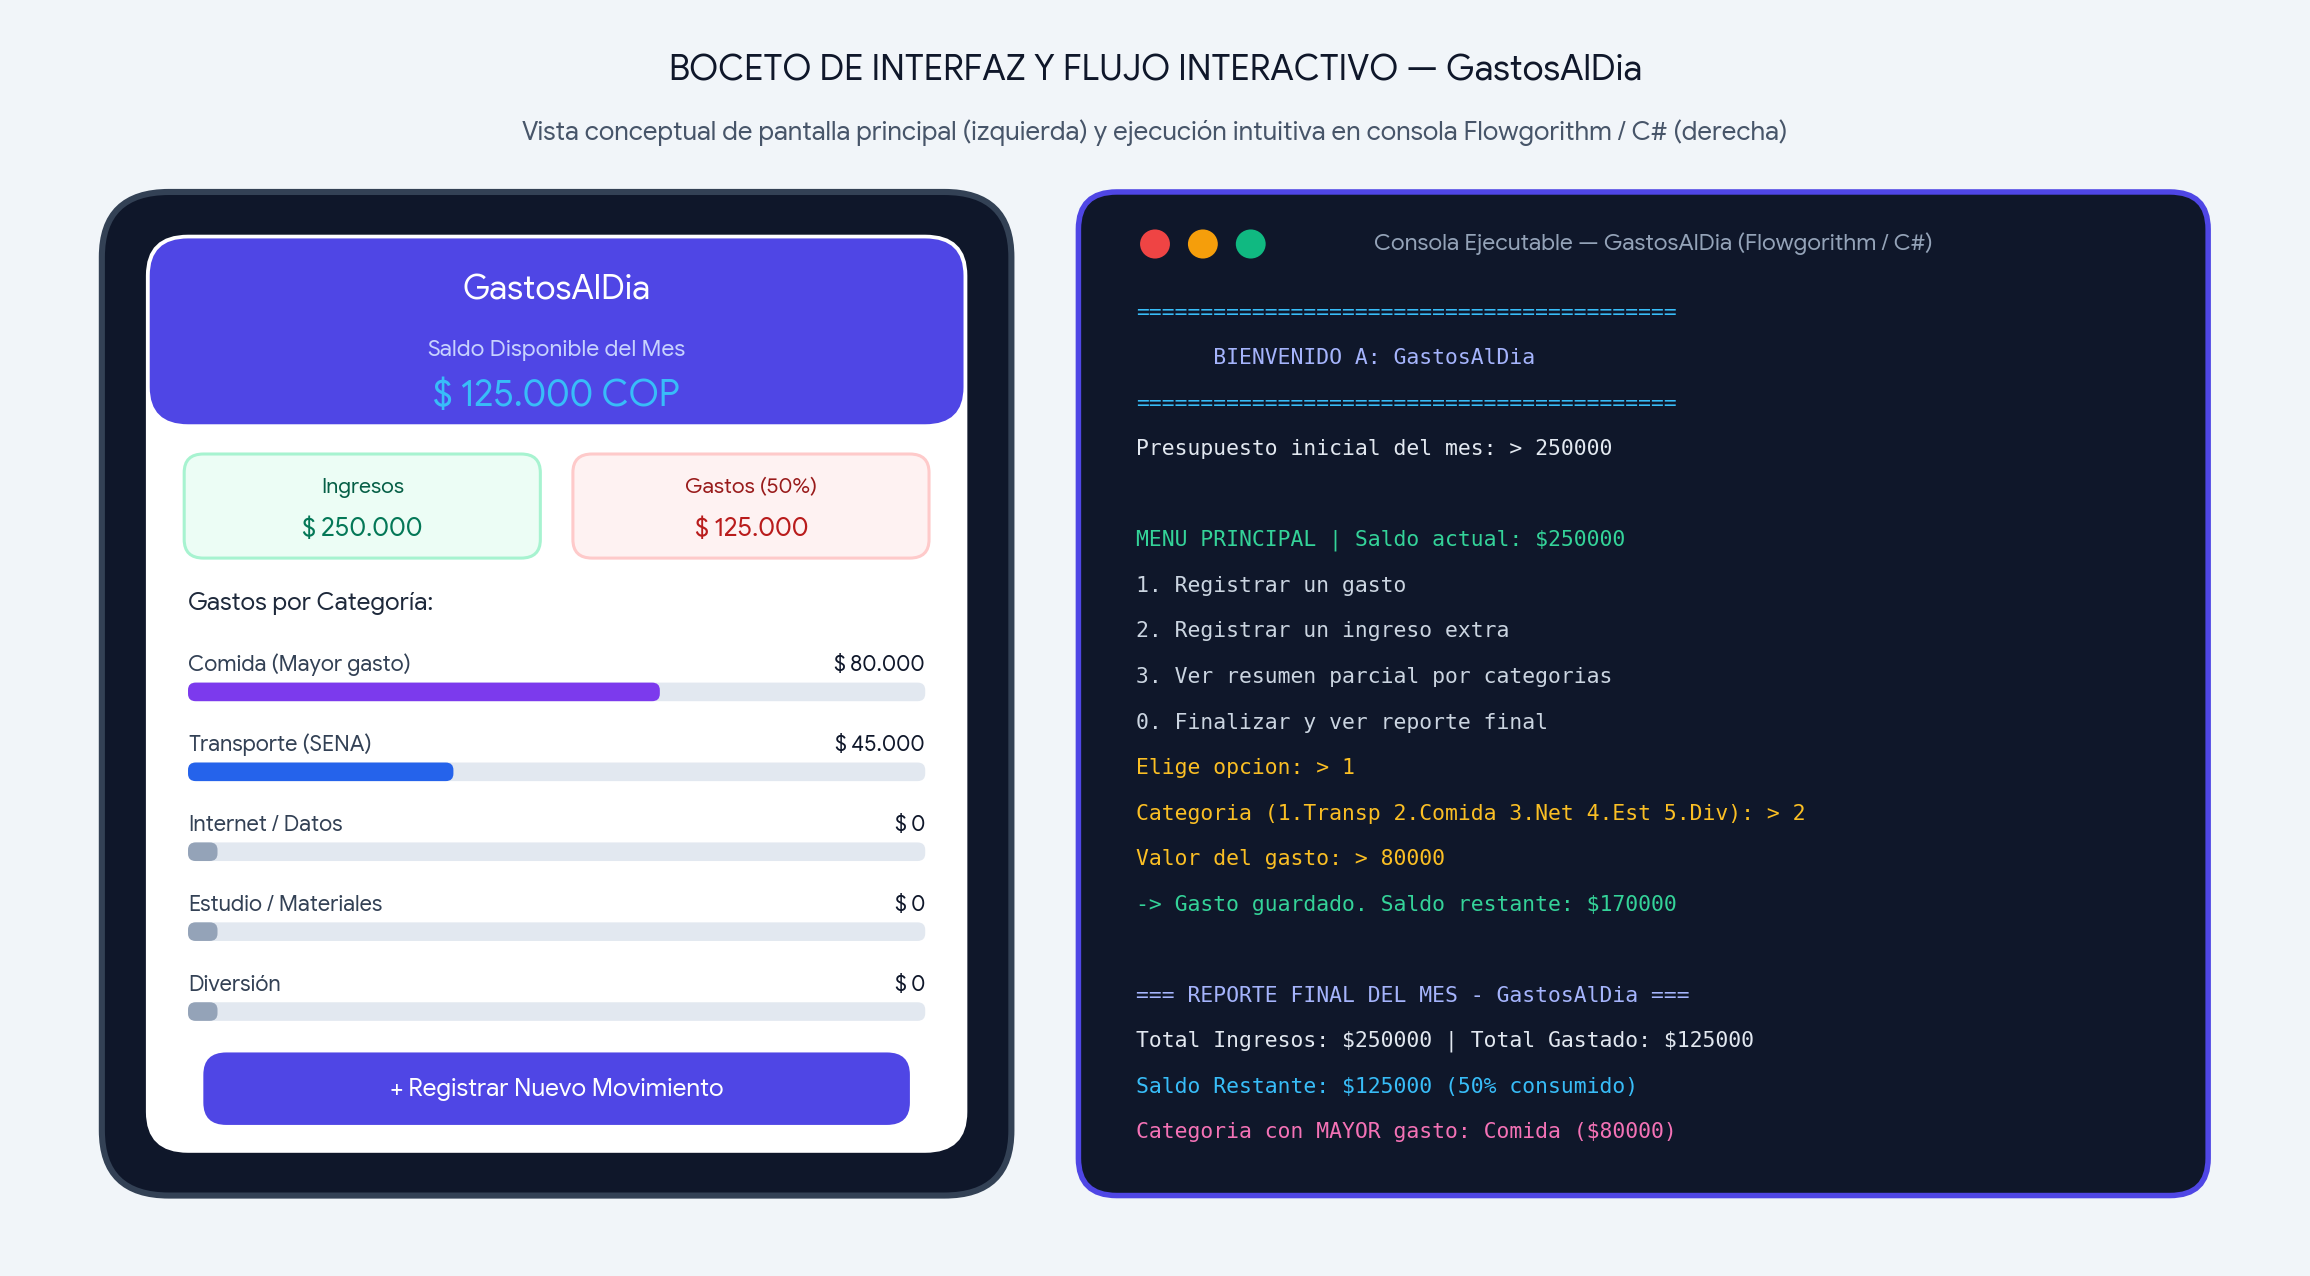 BOCETO DE INTERFAZ Y FLUJO INTERACTIVO — GastosAlDia
Vista conceptual de pantalla principal (izquierda) y ejecución intuitiva en consola Flowgorithm / C# (derecha)
GastosAlDia
Saldo Disponible del Mes
$ 125.000 COP
Ingresos
$ 250.000
Gastos (50%)
$ 125.000
Gastos por Categoría:
Comida (Mayor gasto) $ 80.000
Transporte (SENA) $ 45.000
Internet / Datos $ 0
Estudio / Materiales $ 0
Diversión $ 0
+ Registrar Nuevo Movimiento
Consola Ejecutable — GastosAlDia (Flowgorithm / C#)
==========================================
BIENVENIDO A: GastosAlDia
==========================================
Presupuesto inicial del mes: > 250000
MENU PRINCIPAL | Saldo actual: $250000
1. Registrar un gasto
2. Registrar un ingreso extra
3. Ver resumen parcial por categorias
0. Finalizar y ver reporte final
Elige opcion: > 1
Categoria (1.Transp 2.Comida 3.Net 4.Est 5.Div): > 2
Valor del gasto: > 80000
-> Gasto guardado. Saldo restante: $170000
=== REPORTE FINAL DEL MES - GastosAlDia ===
Total Ingresos: $250000 | Total Gastado: $125000
Saldo Restante: $125000 (50% consumido)
Categoria con MAYOR gasto: Comida ($80000)